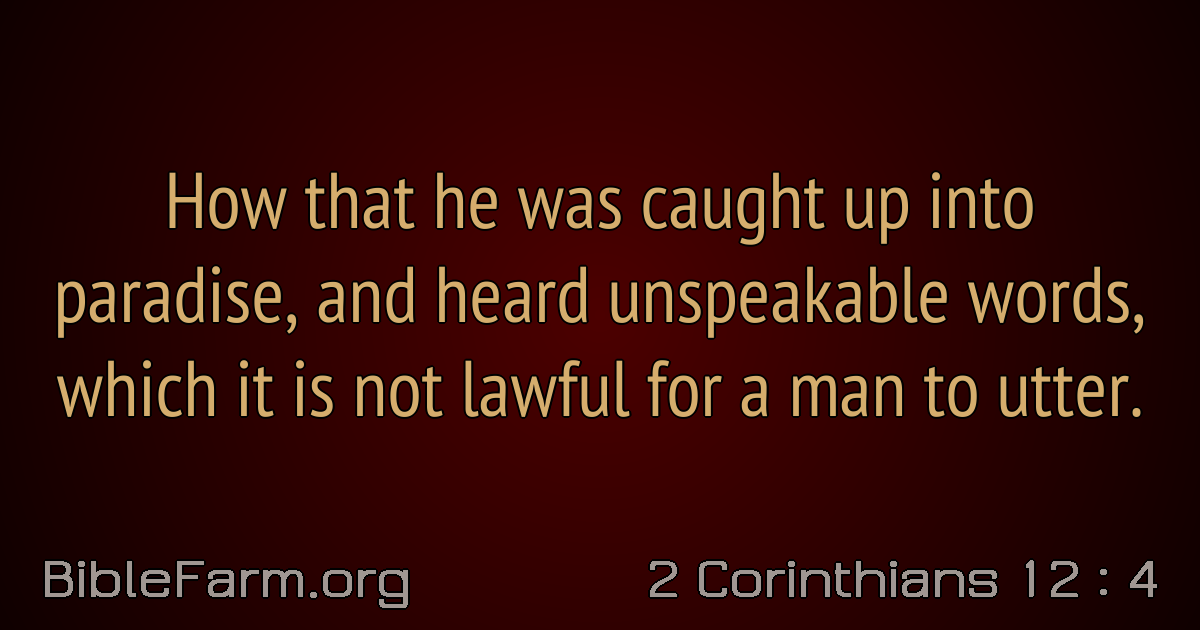 How that he was caught up into
paradise, and heard unspeakable words,
which it is not lawful for a man to utter.
BibleFarm.org
2 Corinthians 12 : 4